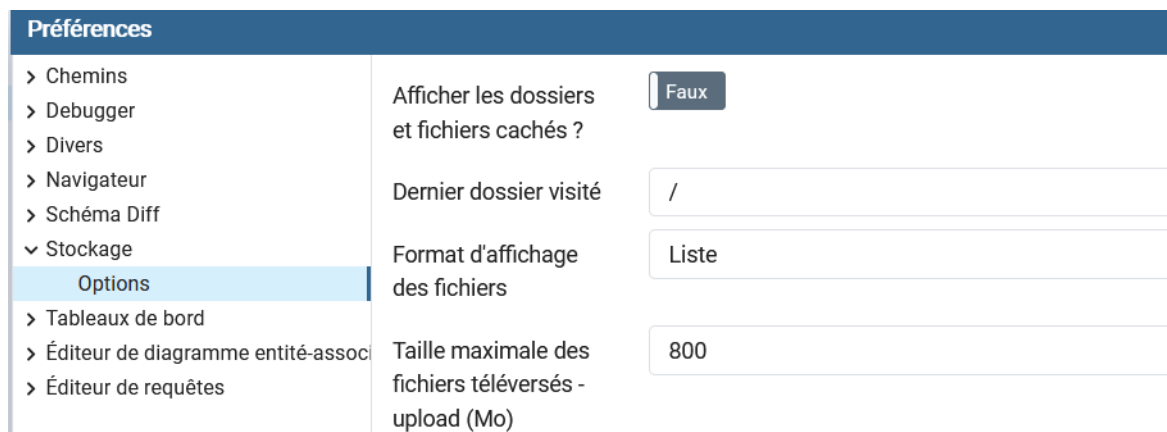 Préférences
Chemins
Debugger
Divers
Navigateur
Schéma Diff
Stockage
Options
Tableaux de bord
Éditeur de diagramme entité-associ
Éditeur de requêtes
Afficher les dossiers
et fichiers cachés ?
Faux
Dernier dossier visité
/
Format d'affichage
des fichiers
Liste
Taille maximale des
fichiers téléversés -
upload (Mo)
800